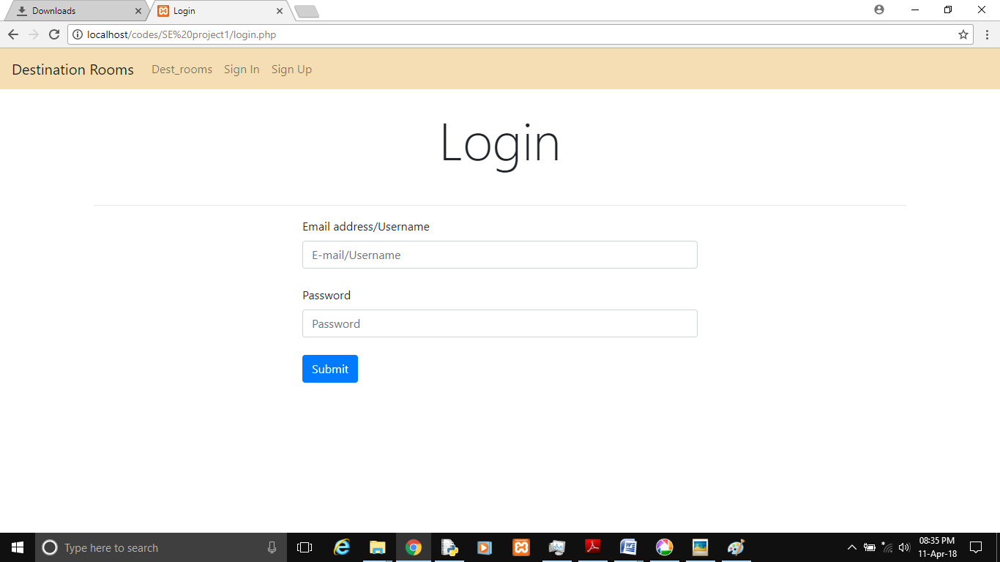 Downloads
Login
localhost/codes/SE%20project1/login.php
Destination Rooms Dest_rooms Sign In Sign Up
Login
Email address/Username
E-mail/Username
Password
Password
Submit
Type here to search
08:35 PM
11-Apr-18